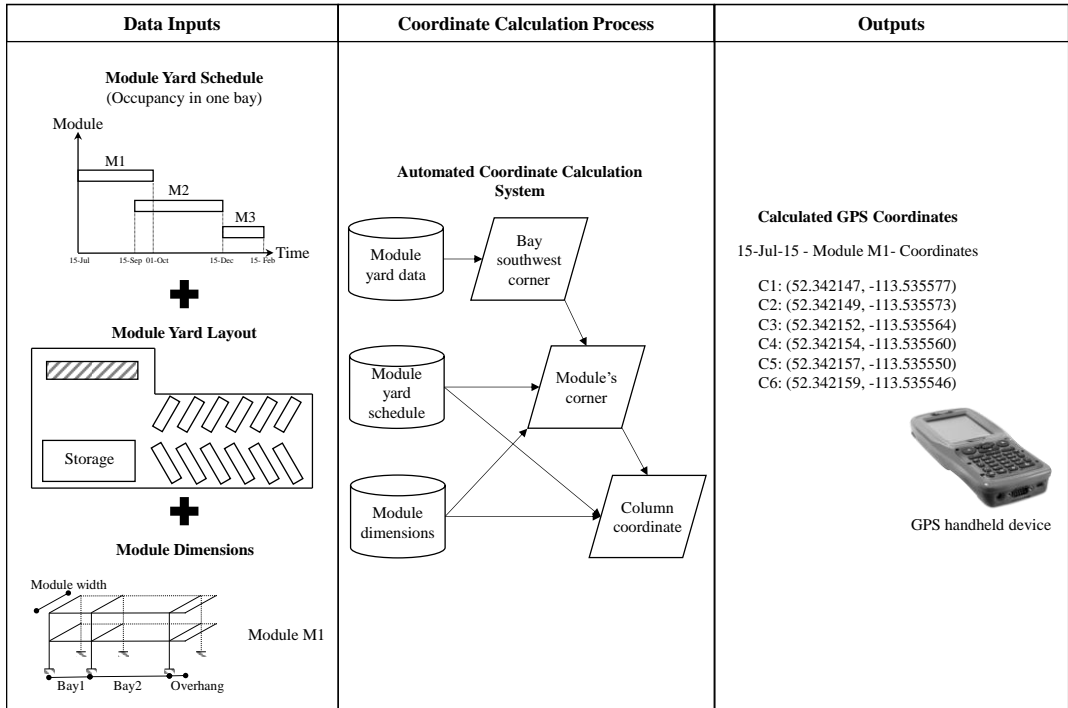 Data Inputs
Module Yard Schedule
(Occupancy in one bay)
Module
M1
M2
M3
Time
15-Jul
15-Sep
01-Oct
15-Dec
15- Feb
Module Yard Layout
Storage
Module Dimensions
Module width
Module M1
Bay1
Bay2
Overhang
Coordinate Calculation Process
Automated Coordinate Calculation
System
Module
yard data
Bay
southwest
corner
Module
yard
schedule
Module's
corner
Module
dimensions
Column
coordinate
Outputs
Calculated GPS Coordinates
15-Jul-15 - Module M1- Coordinates
C1: (52.342147, -113.535577)
C2: (52.342149, -113.535573)
C3: (52.342152, -113.535564)
C4: (52.342154, -113.535560)
C5: (52.342157, -113.535550)
C6: (52.342159, -113.535546)
GPS handheld device